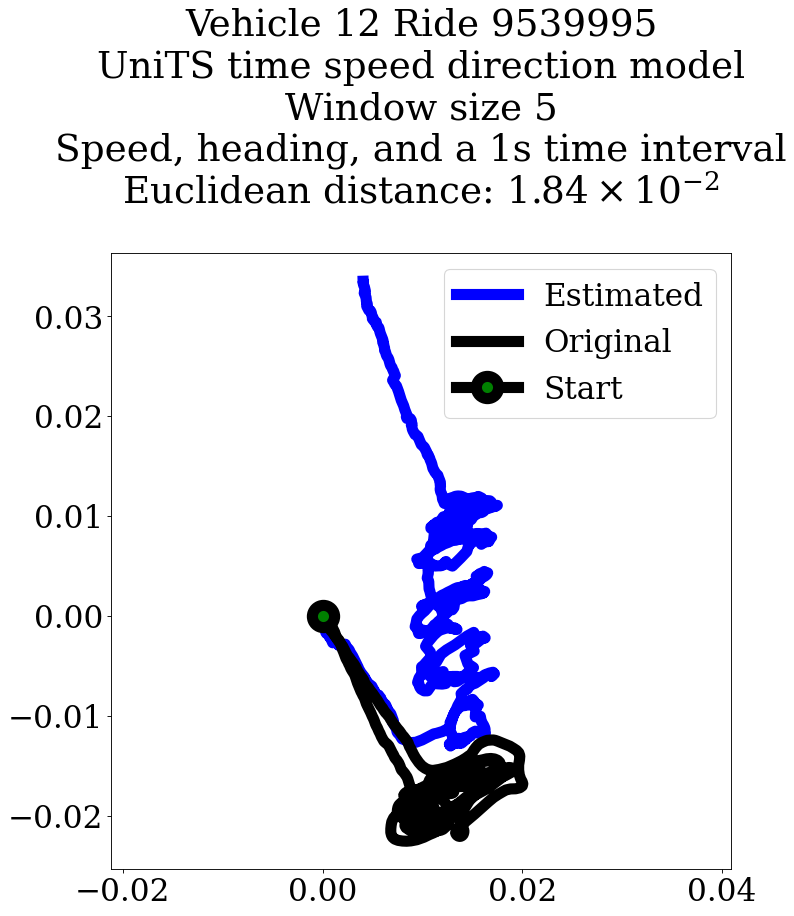 Vehicle 12 Ride 9539995
UniTS time speed direction model
Window size 5
Speed, heading, and a 1s time interval
Euclidean distance: 1.84 × 10⁻²
Estimated
Original
Start
0.03
0.02
0.01
0.00
−0.01
−0.02
−0.02 0.00 0.02 0.04